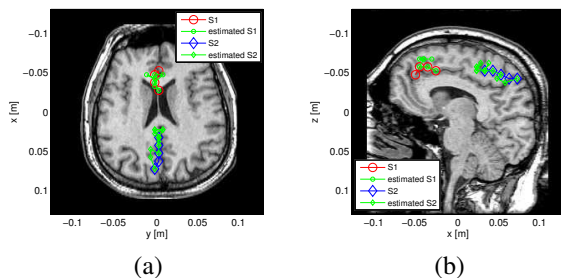 −0.1
−0.05
0
0.05
0.1
x [m]
−0.1 −0.05 0 0.05 0.1
y [m]
S1
estimated S1
S2
estimated S2
(a)
−0.1
−0.05
0
0.05
0.1
z [m]
−0.1 −0.05 0 0.05 0.1
x [m]
S1
estimated S1
S2
estimated S2
(b)